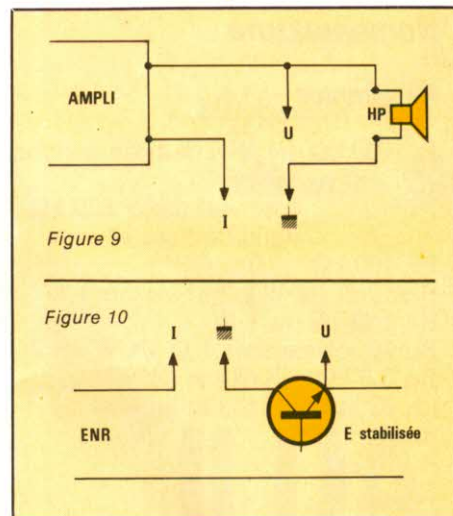 AMPLI
U
HP
I
Figure 9
Figure 10
I
U
ENR
E stabilisée